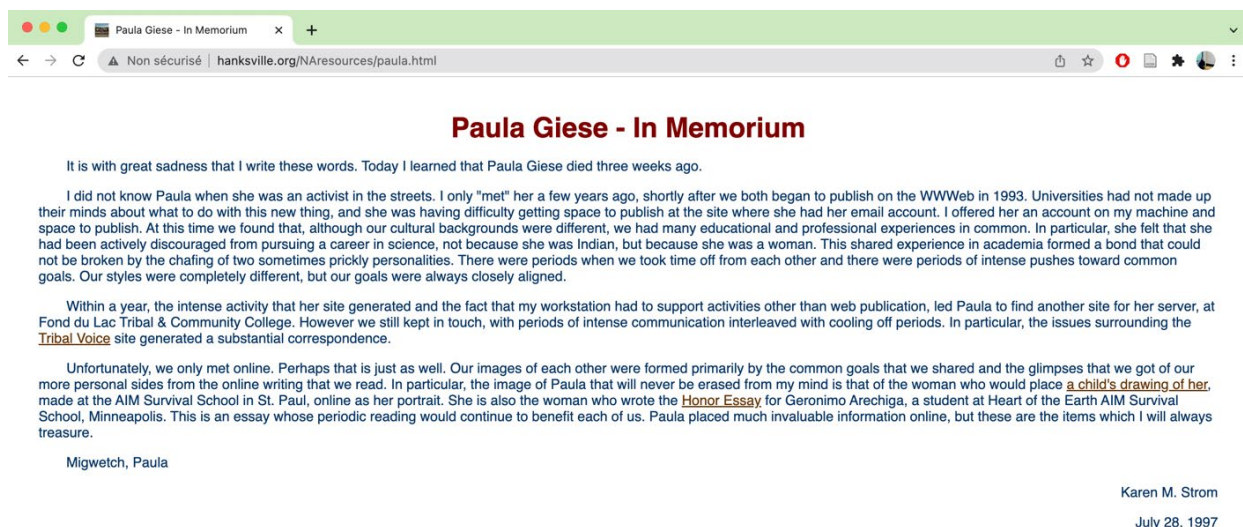 Paula Giese - In Memorium
Non sécurisé | hanksville.org/NAresources/paula.html
Paula Giese - In Memorium
It is with great sadness that I write these words. Today I learned that Paula Giese died three weeks ago.
I did not know Paula when she was an activist in the streets. I only "met" her a few years ago, shortly after we both began to publish on the WWWeb in 1993. Universities had not made up
their minds about what to do with this new thing, and she was having difficulty getting space to publish at the site where she had her email account. I offered her an account on my machine and
space to publish. At this time we found that, although our cultural backgrounds were different, we had many educational and professional experiences in common. In particular, she felt that she
had been actively discouraged from pursuing a career in science, not because she was Indian, but because she was a woman. This shared experience in academia formed a bond that could
not be broken by the chafing of two sometimes prickly personalities. There were periods when we took time off from each other and there were periods of intense pushes toward common
goals. Our styles were completely different, but our goals were always closely aligned.
Within a year, the intense activity that her site generated and the fact that my workstation had to support activities other than web publication, led Paula to find another site for her server, at
Fond du Lac Tribal & Community College. However we still kept in touch, with periods of intense communication interleaved with cooling off periods. In particular, the issues surrounding the
Tribal Voice site generated a substantial correspondence.
Unfortunately, we only met online. Perhaps that is just as well. Our images of each other were formed primarily by the common goals that we shared and the glimpses that we got of our
more personal sides from the online writing that we read. In particular, the image of Paula that will never be erased from my mind is that of the woman who would place a child's drawing of her,
made at the AIM Survival School in St. Paul, online as her portrait. She is also the woman who wrote the Honor Essay for Geronimo Arechiga, a student at Heart of the Earth AIM Survival
School, Minneapolis. This is an essay whose periodic reading would continue to benefit each of us. Paula placed much invaluable information online, but these are the items which I will always
treasure.
Migwetch, Paula
Karen M. Strom
July 28, 1997